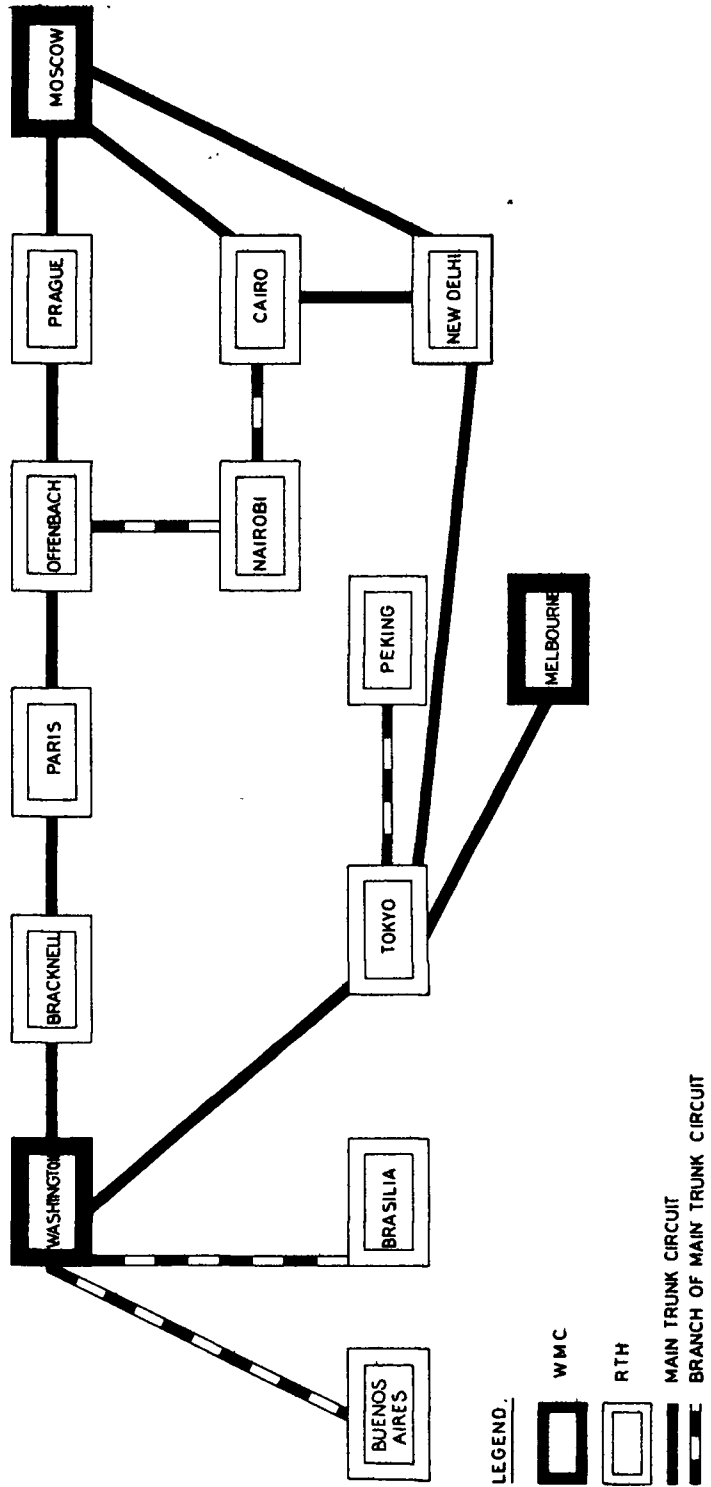 WASHINGTON
BRACKNELL
PARIS
OFFENBACH
PRAGUE
MOSCOW
NAIROBI
CAIRO
BUENOS
AIRES
BRASILIA
TOKYO
PEKING
NEW DELHI
MELBOURNE
LEGEND.
WMC
RTH
MAIN TRUNK CIRCUIT
BRANCH OF MAIN TRUNK CIRCUIT